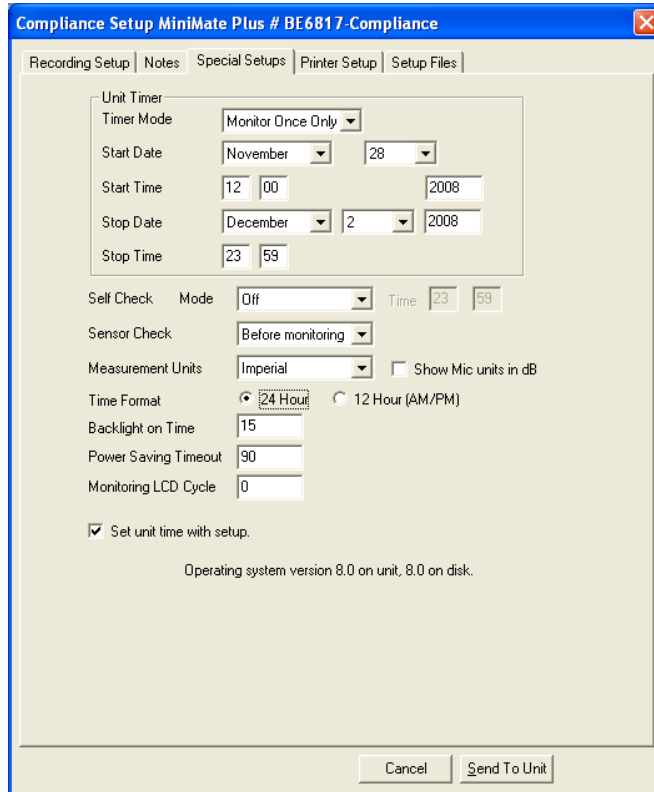 Compliance Setup MiniMate Plus # BE6817-Compliance
Recording Setup Notes Special Setups Printer Setup Setup Files
Unit Timer
Timer Mode Monitor Once Only
Start Date November 28
Start Time 12 00 2008
Stop Date December 2 2008
Stop Time 23 59
Self Check Mode Off Time 23 59
Sensor Check Before monitoring
Measurement Units Imperial Show Mic units in dB
Time Format 24 Hour 12 Hour (AM/PM)
Backlight on Time 15
Power Saving Timeout 90
Monitoring LCD Cycle 0
Set unit time with setup.
Operating system version 8.0 on unit, 8.0 on disk.
Cancel Send To Unit